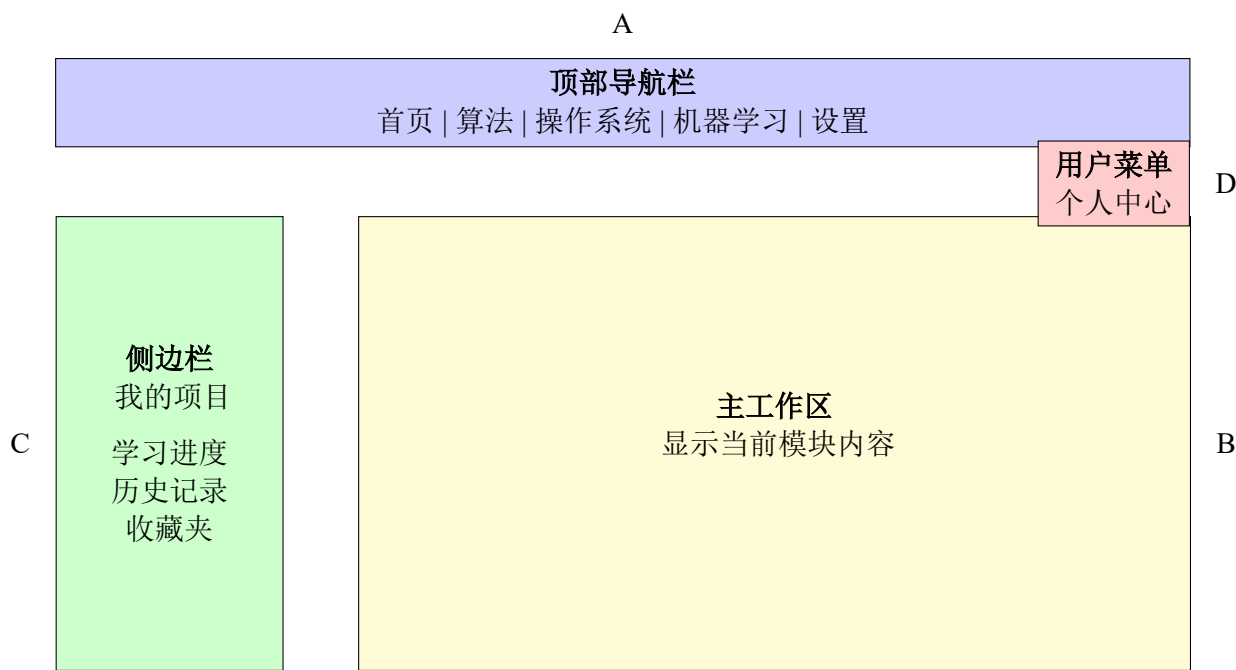 A
顶部导航栏
首页 | 算法 | 操作系统 | 机器学习 | 设置
用户菜单
个人中心
D
侧边栏
我的项目
学习进度
历史记录
收藏夹
C
主工作区
显示当前模块内容
B